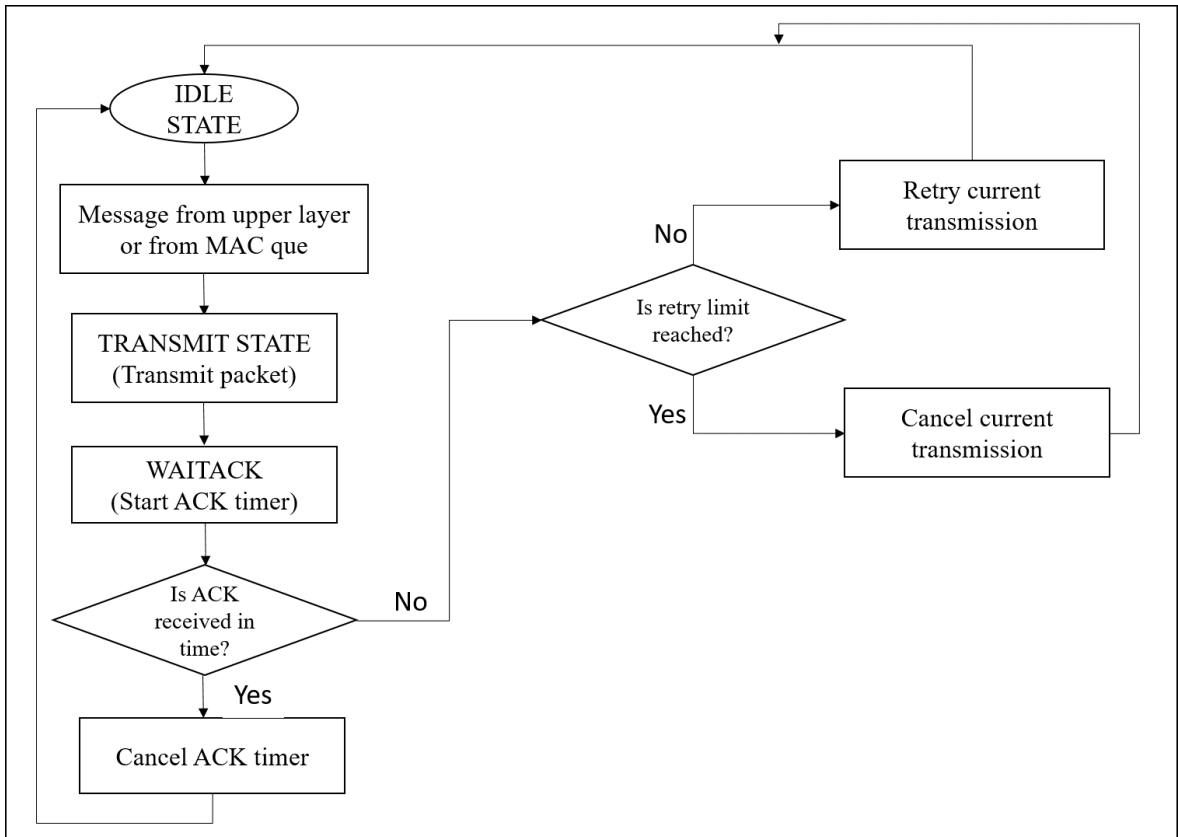 IDLE
STATE
Message from upper layer
or from MAC que
TRANSMIT STATE
(Transmit packet)
WAITACK
(Start ACK timer)
Is ACK
received in
time?
No
Yes
Cancel ACK timer
Is retry limit
reached?
No
Retry current
transmission
Yes
Cancel current
transmission